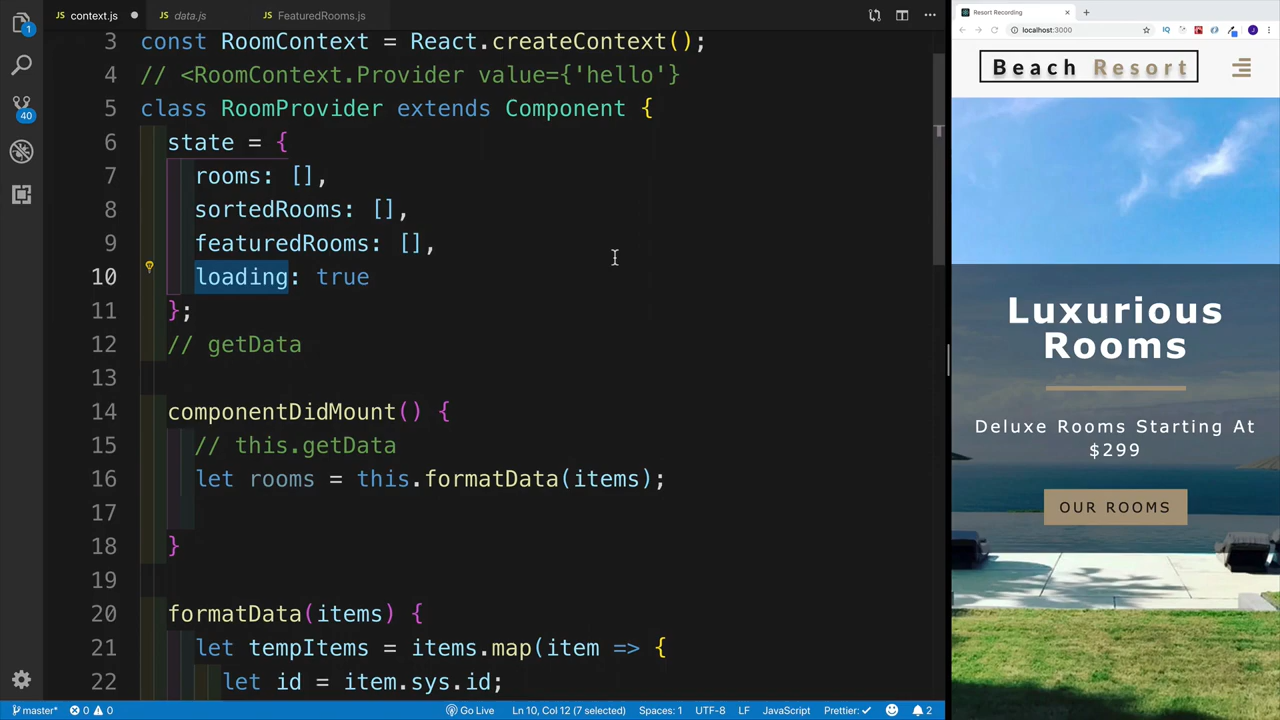 context.js
data.js
FeaturedRooms.js
3 const RoomContext = React.createContext();
4 // <RoomContext.Provider value={'hello'}
5 class RoomProvider extends Component {
6 state = {
7 rooms: [],
8 sortedRooms: [],
9 featuredRooms: [],
10 loading: true
11 };
12 // getData
13
14 componentDidMount() {
15 // this.getData
16 let rooms = this.formatData(items);
17
18 }
19
20 formatData(items) {
21 let tempItems = items.map(item => {
22 let id = item.sys.id;
1
40
master* 0 0
Go Live
Ln 10, Col 12 (7 selected)
Spaces: 1
UTF-8
LF
JavaScript
Prettier: ✓
2
Resort Recording
localhost:3000
IQ
J
Beach Resort
Luxurious
Rooms
Deluxe Rooms Starting At
$299
OUR ROOMS